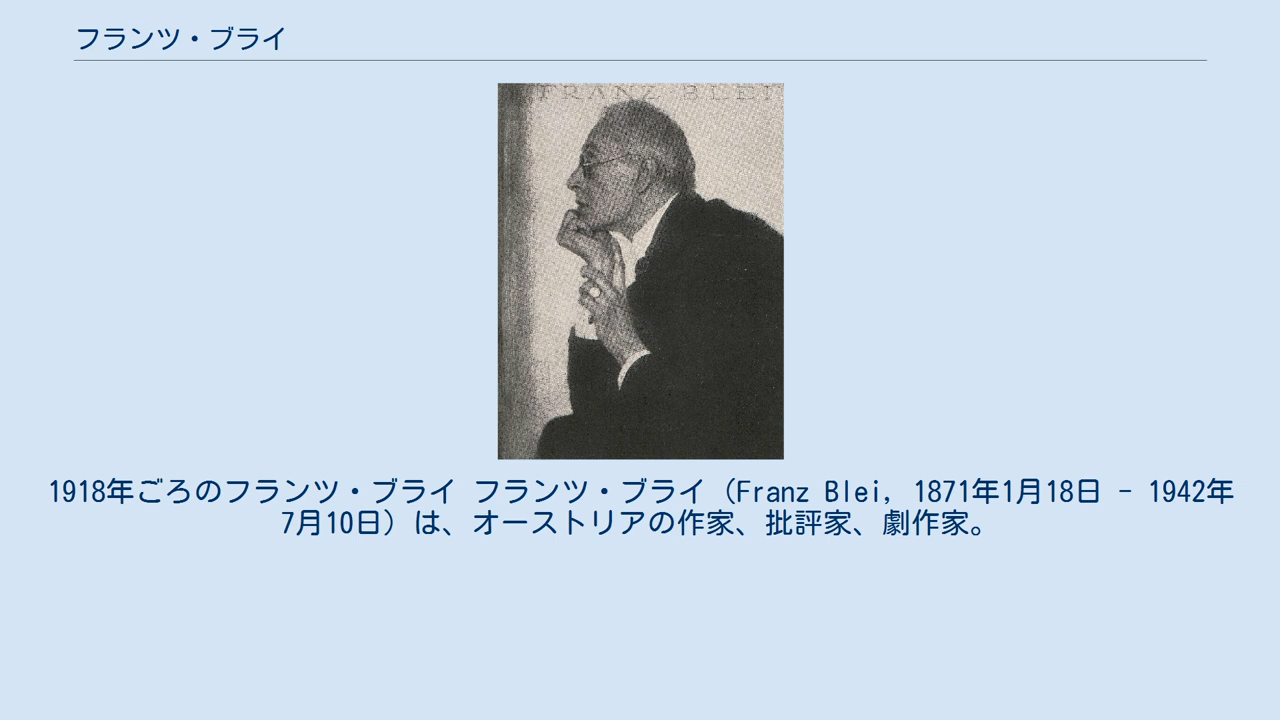 フランツ・ブライ
FRANZ BLEI
1918年ごろのフランツ・ブライ フランツ・ブライ（Franz Blei, 1871年1月18日 - 1942年
7月10日）は、オーストリアの作家、批評家、劇作家。